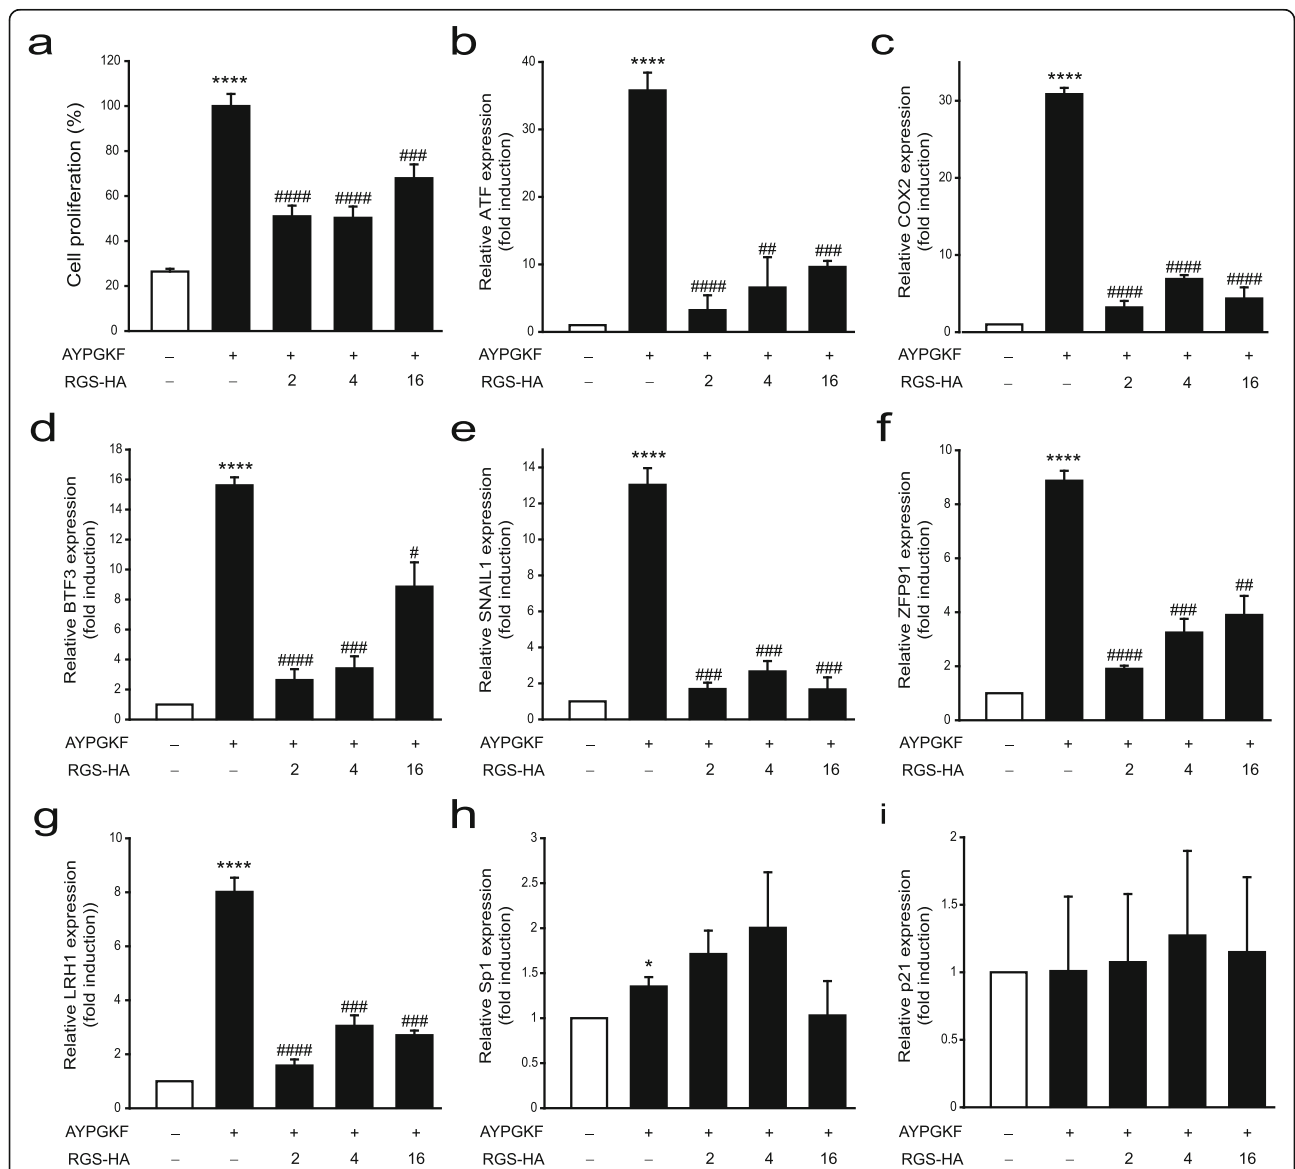 a
Cell proliferation (%)
120
100
80
60
40
20
0
****
####
####
###
AYPGKF – + + + +
RGS-HA – – 2 4 16
b
Relative ATF expression
(fold induction)
40
30
20
10
0
****
####
##
###
AYPGKF – + + + +
RGS-HA – – 2 4 16
c
Relative COX2 expression
(fold induction)
30
20
10
0
****
####
####
####
AYPGKF – + + + +
RGS-HA – – 2 4 16
d
Relative BTF3 expression
(fold induction)
18
16
14
12
10
8
6
4
2
0
****
####
###
#
AYPGKF – + + + +
RGS-HA – – 2 4 16
e
Relative SNAIL1 expression
(fold induction)
14
12
10
8
6
4
2
0
****
###
###
###
AYPGKF – + + + +
RGS-HA – – 2 4 16
f
Relative ZFP91 expression
(fold induction)
10
8
6
4
2
0
****
####
###
##
AYPGKF – + + + +
RGS-HA – – 2 4 16
g
Relative LRH1 expression
(fold induction))
10
8
6
4
2
0
****
####
###
###
AYPGKF – + + + +
RGS-HA – – 2 4 16
h
Relative Sp1 expression
(fold induction)
3
2.5
2
1.5
1
0.5
0
*
AYPGKF – + + + +
RGS-HA – – 2 4 16
i
Relative p21 expression
(fold induction)
2
1.5
1
0.5
0
AYPGKF – + + + +
RGS-HA – – 2 4 16